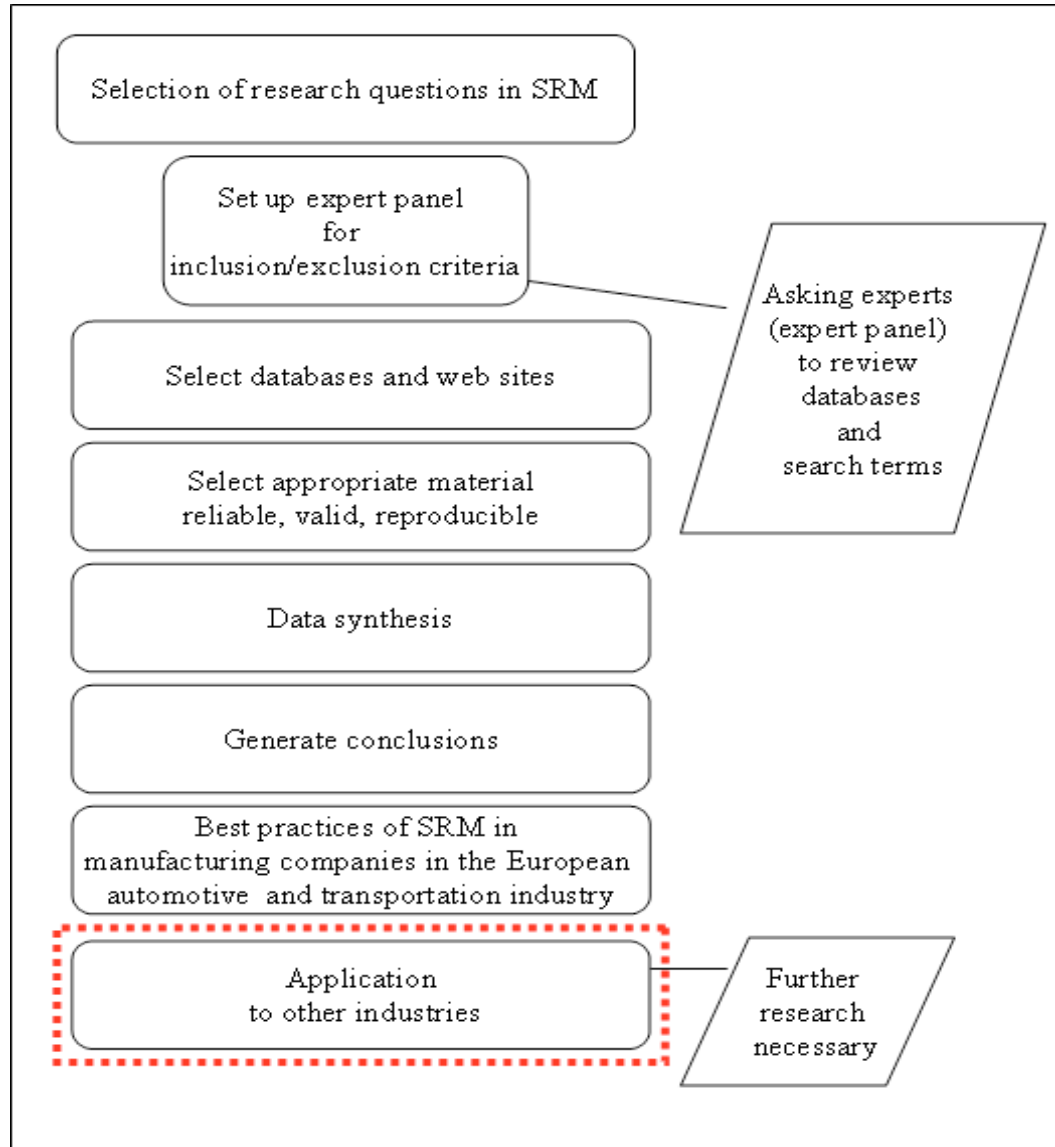 Selection of research questions in SRM
Set up expert panel
for
inclusion/exclusion criteria
Asking experts
(expert panel)
to review
databases
and
search terms
Select databases and web sites
Select appropriate material
reliable, valid, reproducible
Data synthesis
Generate conclusions
Best practices of SRM in
manufacturing companies in the European
automotive and transportation industry
Application
to other industries
Further
research
necessary